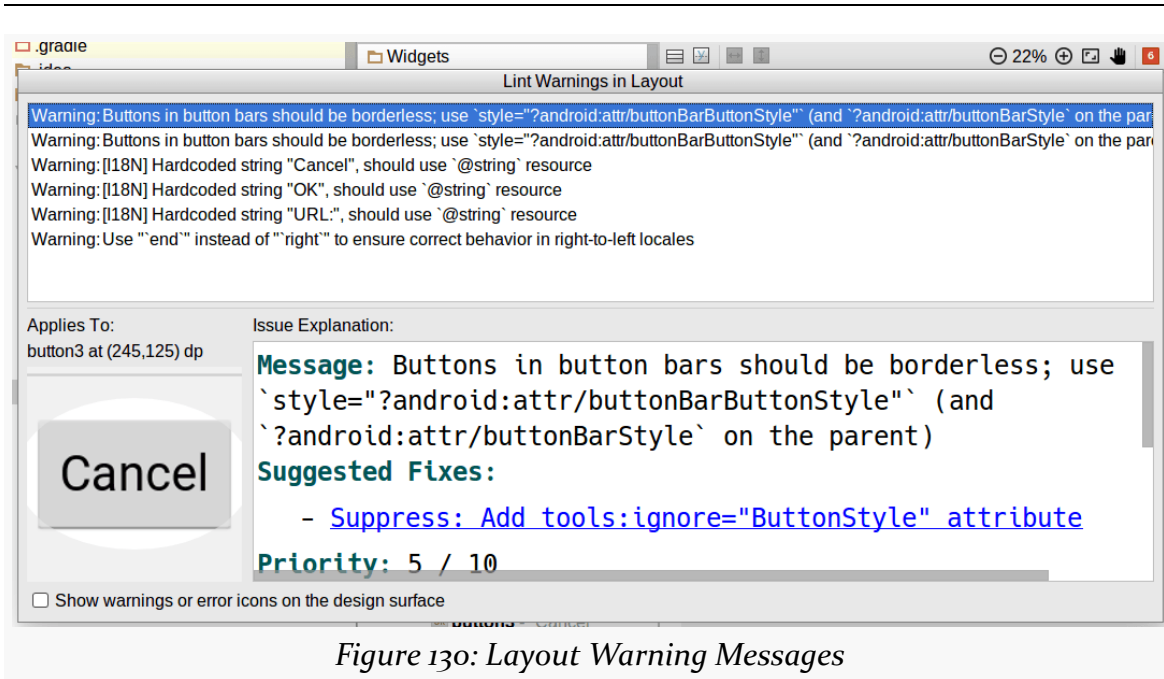 .gradle
.idea
Widgets
22%
6
Lint Warnings in Layout
Warning: Buttons in button bars should be borderless; use `style="?android:attr/buttonBarButtonStyle"` (and `?android:attr/buttonBarStyle` on the par
Warning: Buttons in button bars should be borderless; use `style="?android:attr/buttonBarButtonStyle"` (and `?android:attr/buttonBarStyle` on the pare
Warning: [I18N] Hardcoded string "Cancel", should use `@string` resource
Warning: [I18N] Hardcoded string "OK", should use `@string` resource
Warning: [I18N] Hardcoded string "URL:", should use `@string` resource
Warning: Use "`end`" instead of "`right`" to ensure correct behavior in right-to-left locales
Applies To:
button3 at (245,125) dp
Cancel
Issue Explanation:
Message: Buttons in button bars should be borderless; use
`style="?android:attr/buttonBarButtonStyle"` (and
`?android:attr/buttonBarStyle` on the parent)
Suggested Fixes:
- Suppress: Add tools:ignore="ButtonStyle" attribute
Priority: 5 / 10
Show warnings or error icons on the design surface
buttons - Cancel
Figure 130: Layout Warning Messages